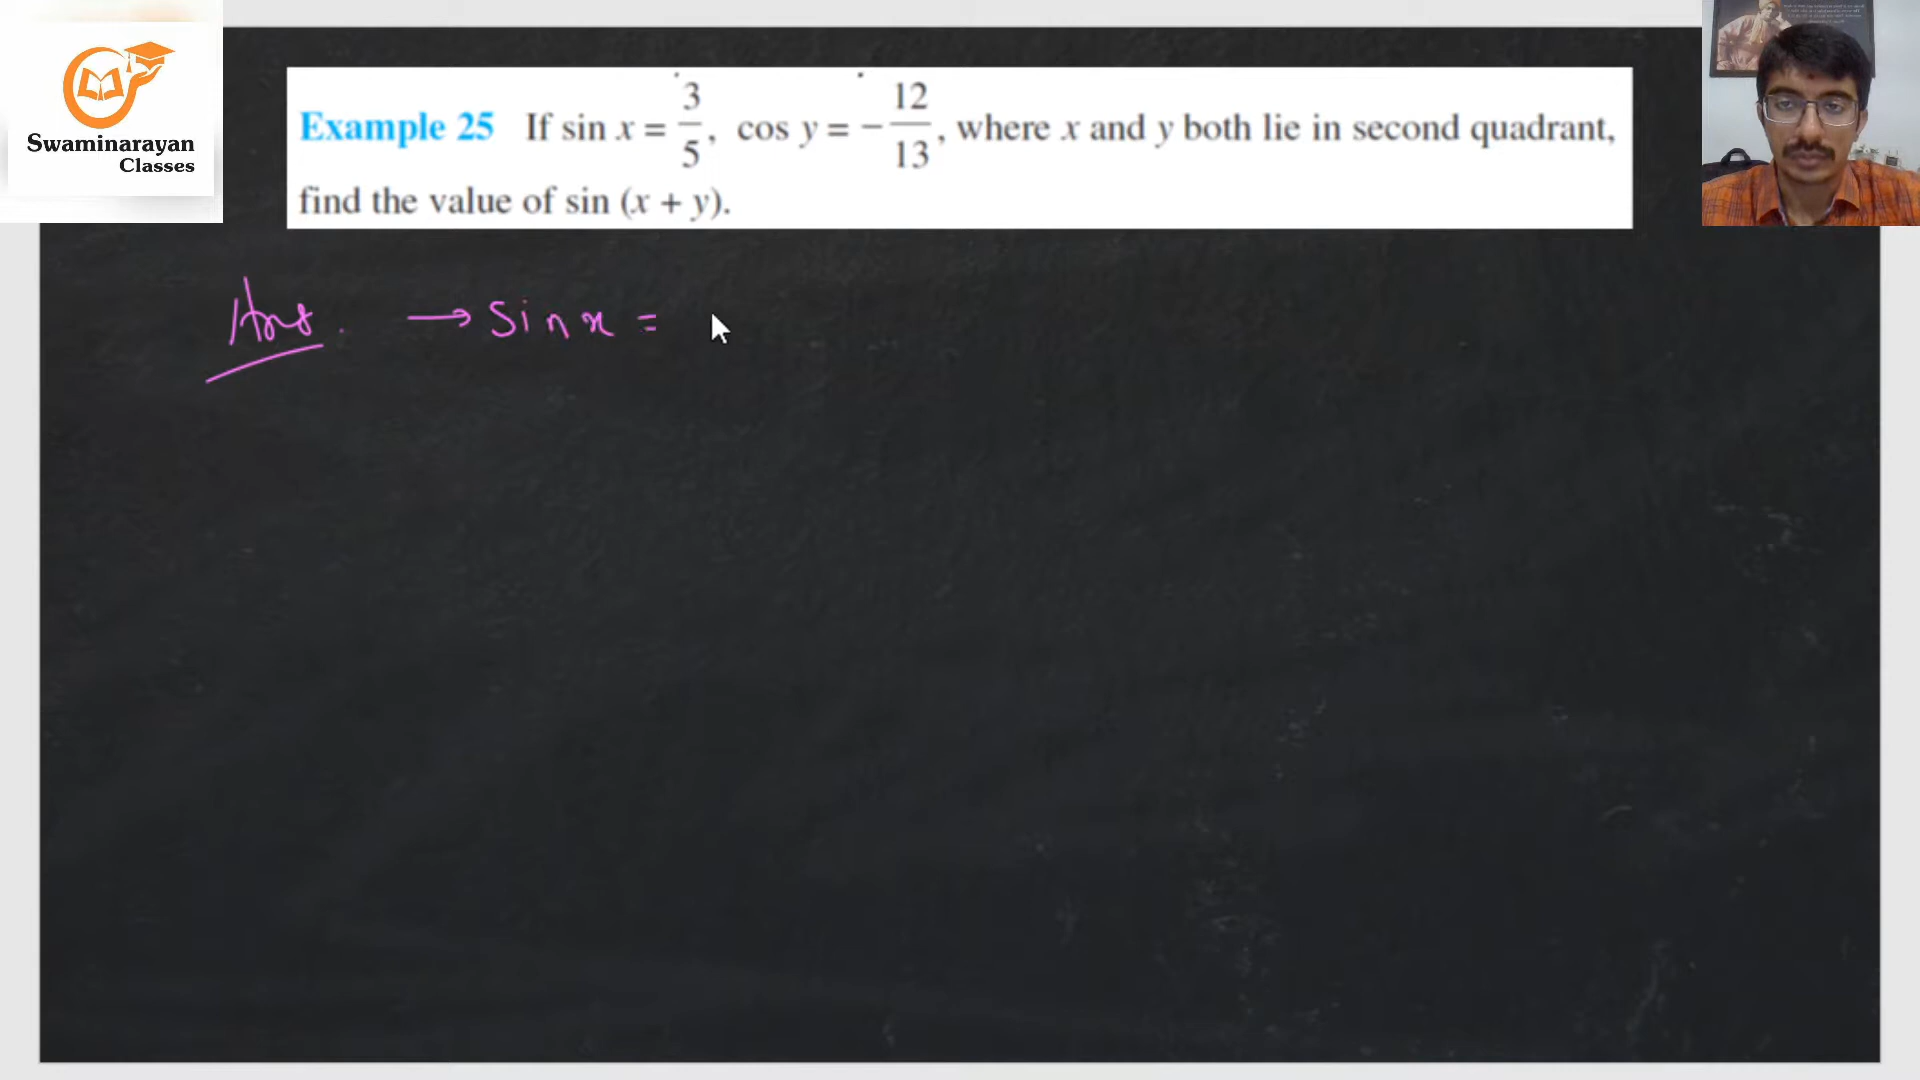 Swaminarayan
Classes
Example 25 If sin x = 3/5, cos y = −12/13, where x and y both lie in second quadrant,
find the value of sin (x + y).
Ans. → sin x =